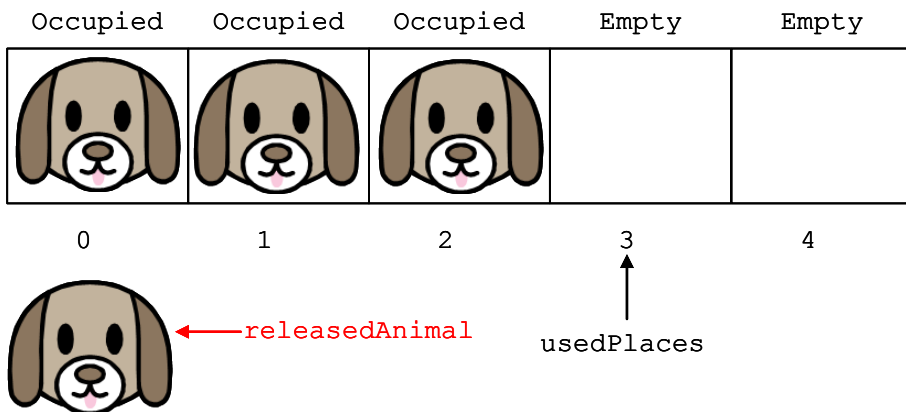 Occupied Occupied Occupied Empty Empty
0 1 2 3 4
releasedAnimal
usedPlaces